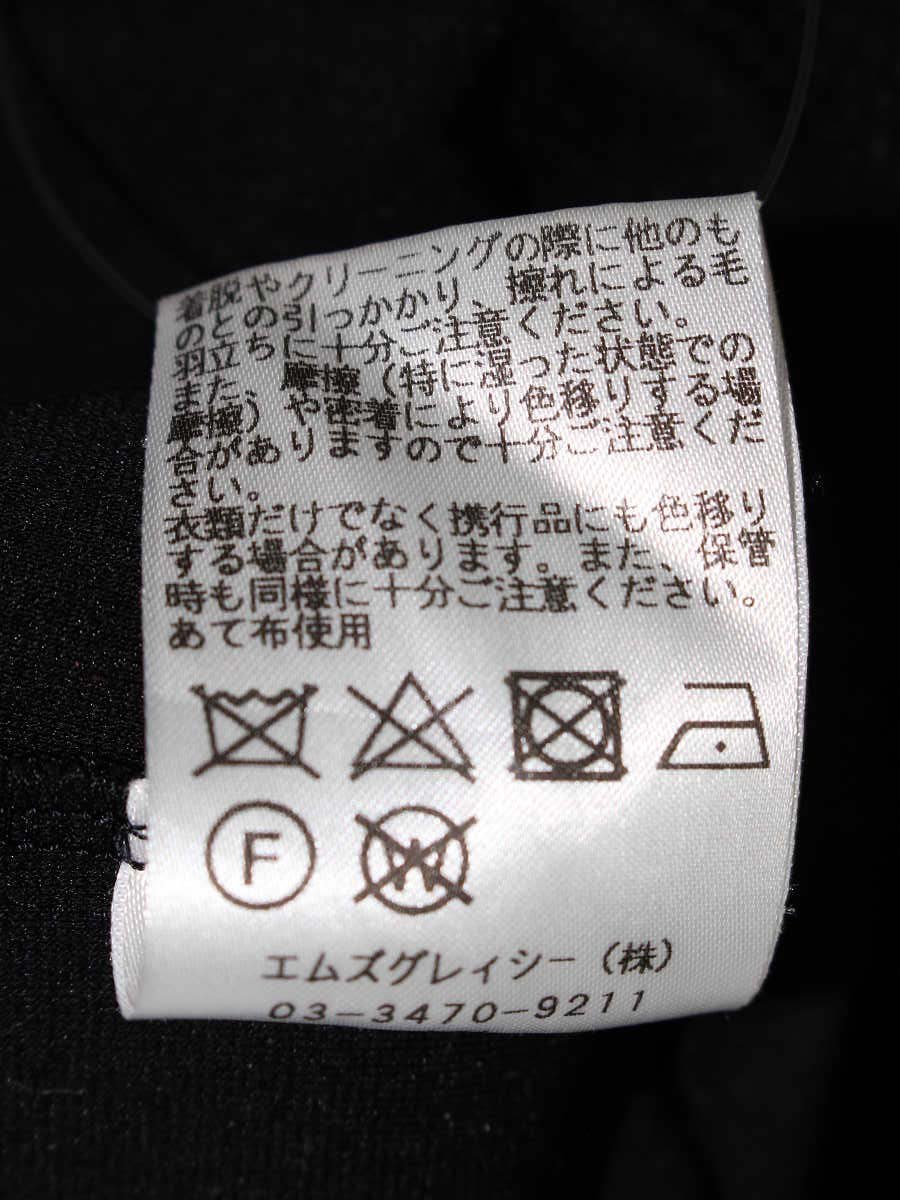 着脱やクリーニングの際に他のも
のとの引っかかり、擦れによる毛
羽立ちに十分ご注意ください。
また、摩擦(特に湿った状態での
摩擦)や密着により色移りする場
合がありますので十分ご注意くだ
さい。
衣類だけでなく携行品にも色移り
する場合があります。また、保管
時も同様に十分ご注意ください。
あて布使用
F W
エムズグレイシー(株)
03-3470-9211